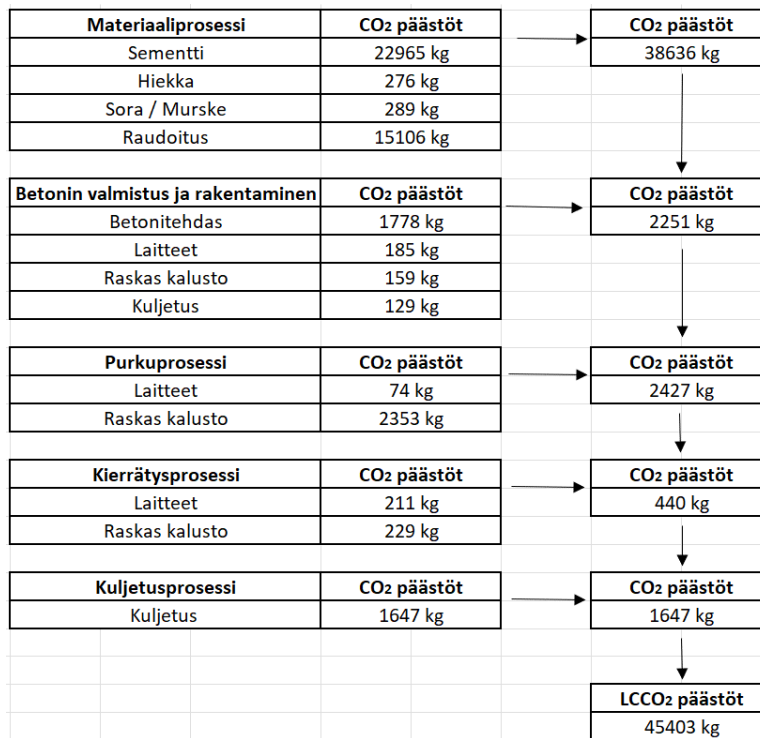 Materiaaliprosessi CO₂ päästöt CO₂ päästöt
Sementti 22965 kg 38636 kg
Hiekka 276 kg
Sora / Murske 289 kg
Raudoitus 15106 kg
Betonin valmistus ja rakentaminen CO₂ päästöt CO₂ päästöt
Betonitehdas 1778 kg 2251 kg
Laitteet 185 kg
Raskas kalusto 159 kg
Kuljetus 129 kg
Purkuprosessi CO₂ päästöt CO₂ päästöt
Laitteet 74 kg 2427 kg
Raskas kalusto 2353 kg
Kierrätysprosessi CO₂ päästöt CO₂ päästöt
Laitteet 211 kg 440 kg
Raskas kalusto 229 kg
Kuljetusprosessi CO₂ päästöt CO₂ päästöt
Kuljetus 1647 kg 1647 kg
LCCO₂ päästöt
45403 kg